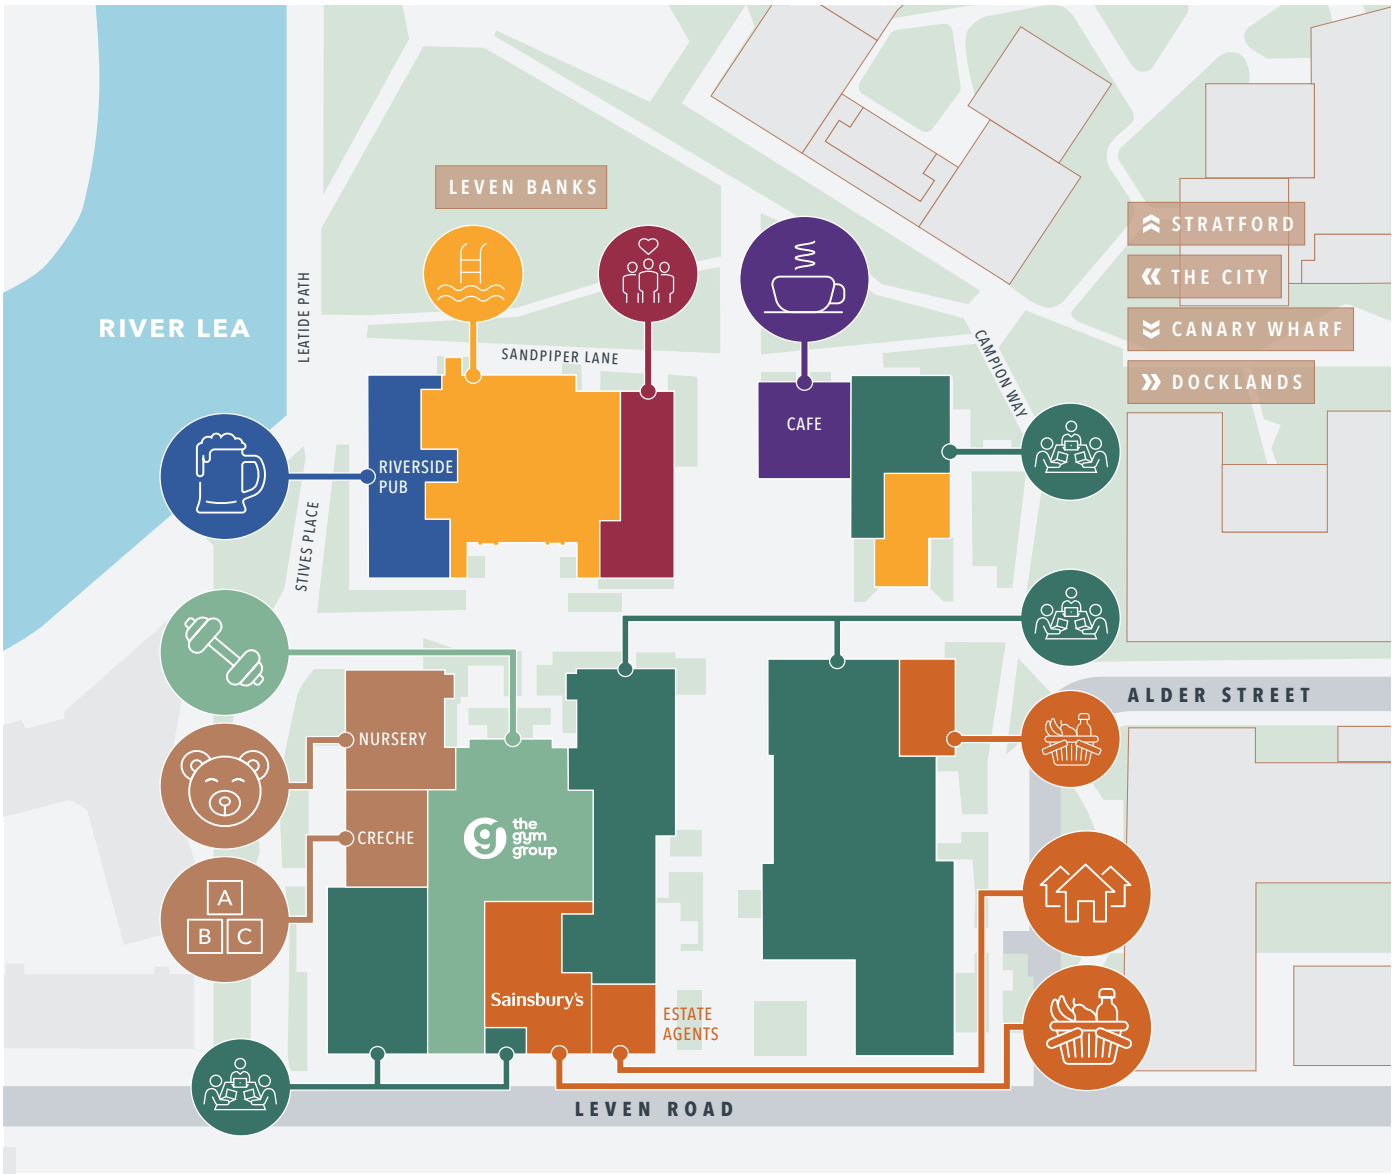 LEVEN BANKS
STRATFORD
THE CITY
CANARY WHARF
DOCKLANDS
RIVER LEA
LEATIDE PATH
SANDPIPER LANE
CAMPION WAY
CAFE
RIVERSIDE
PUB
STIVES PLACE
ALDER STREET
NURSERY
CRECHE
g
the
gym
group
A
B C
Sainsbury's
ESTATE
AGENTS
LEVEN ROAD